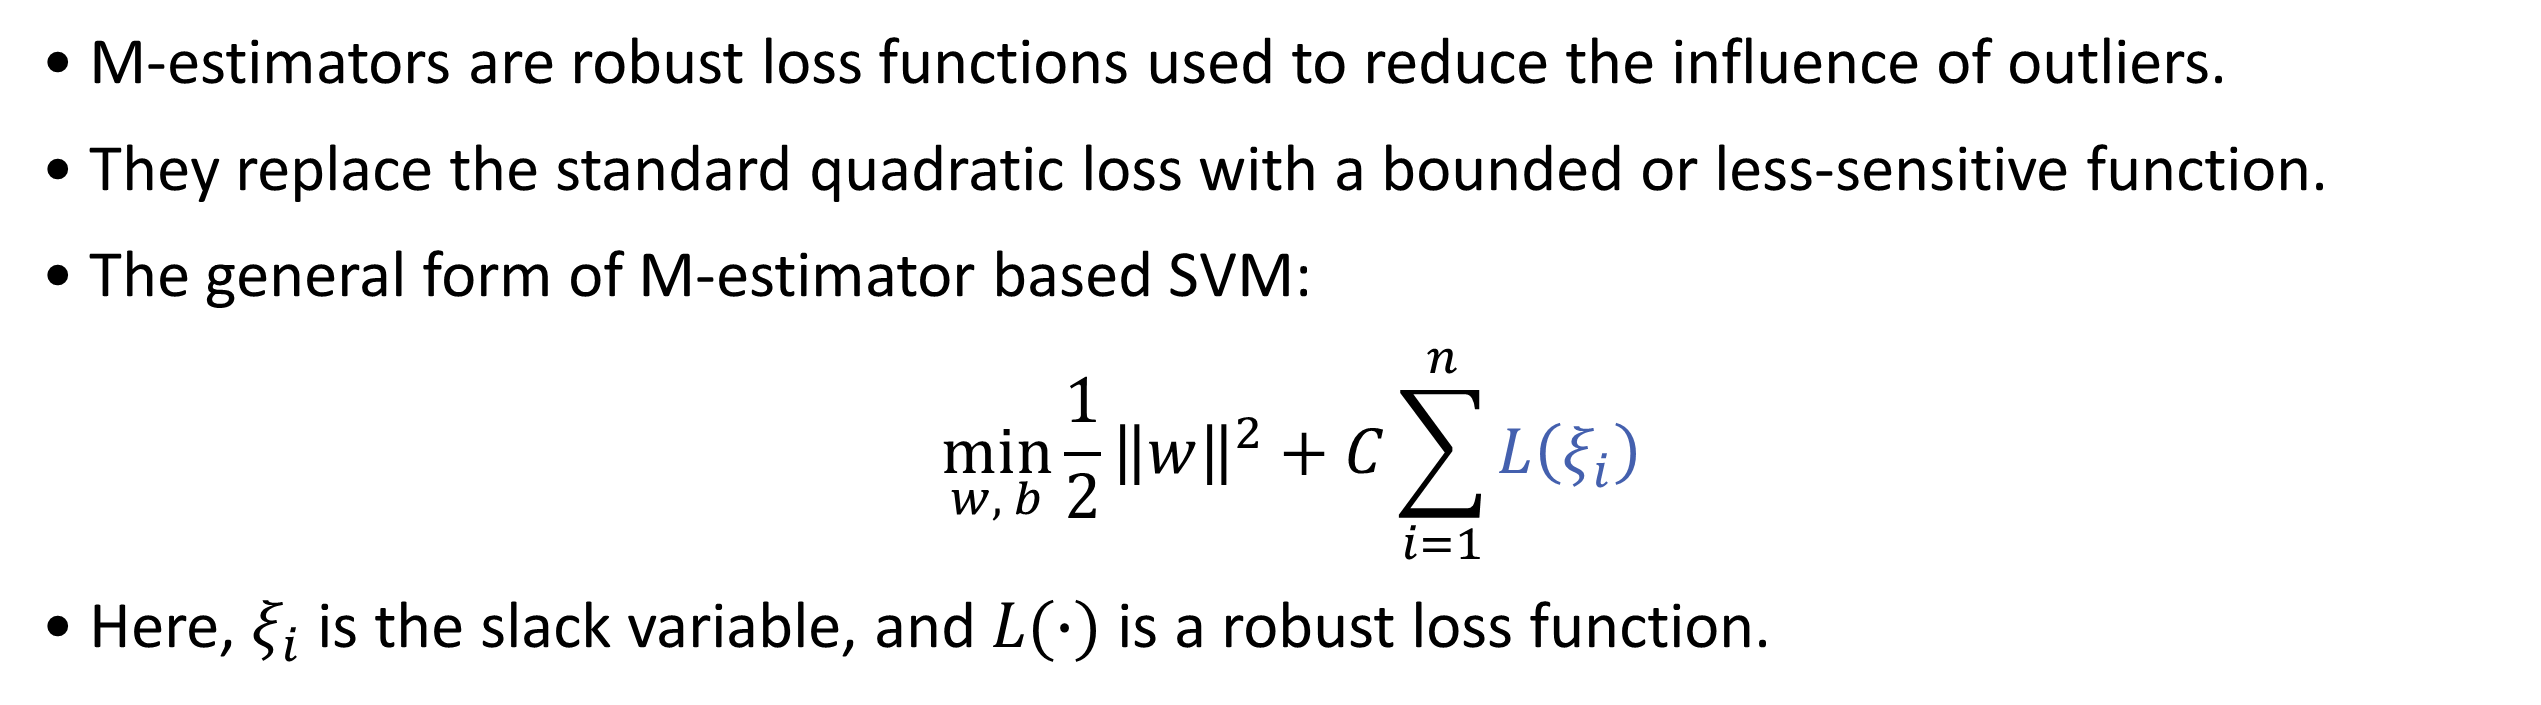 • M-estimators are robust loss functions used to reduce the influence of outliers.
• They replace the standard quadratic loss with a bounded or less-sensitive function.
• The general form of M-estimator based SVM:
min_{w, b} \frac{1}{2} ‖w‖² + C ∑_{i=1}^{n} L(ξᵢ)
• Here, ξᵢ is the slack variable, and L(·) is a robust loss function.